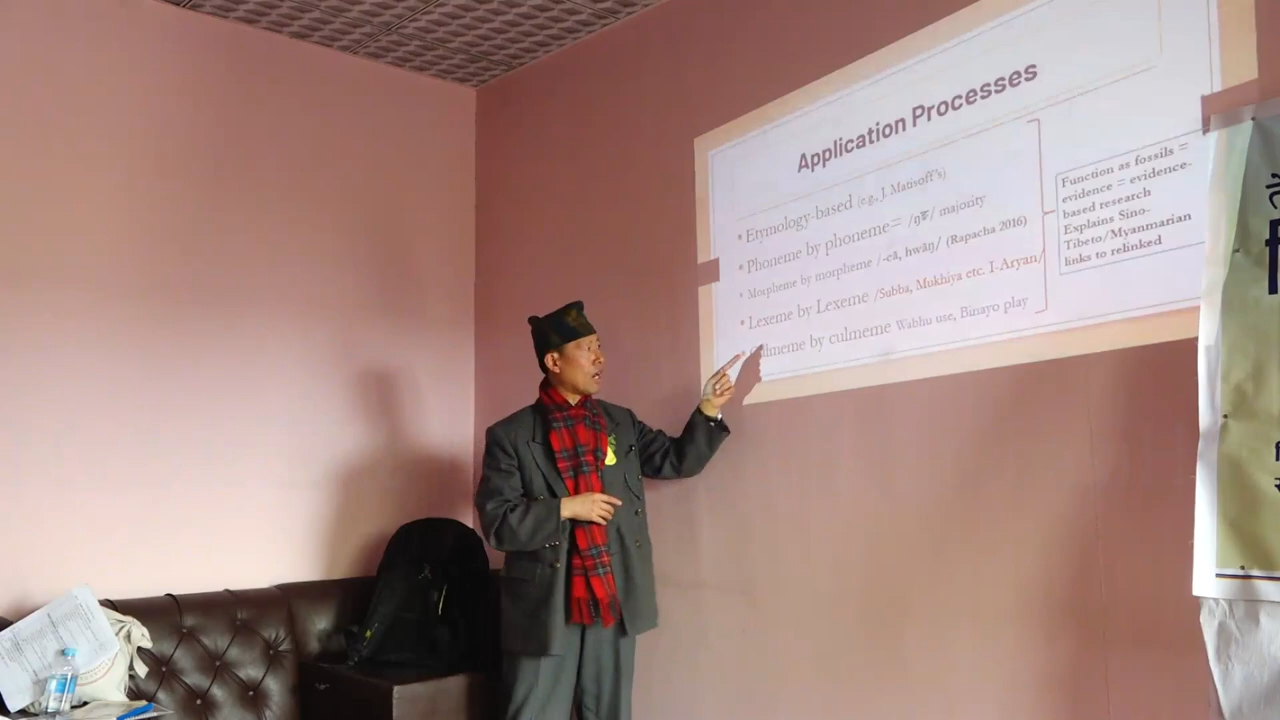 Application Processes
• Etymology-based (e.g., J. Matisoff's)
• Phoneme by phoneme= /ŋ/ majority
• Morpheme by morpheme /-cā, hwāŋ/ (Rapacha 2016)
• Lexeme by Lexeme /Subba, Mukhiya etc. I-Aryan/
• Culmeme by culmeme Wabhu use, Binayo play
Function as fossils =
evidence = evidence-
based research
Explains Sino-
Tibeto/Myanmarian
links to relinked